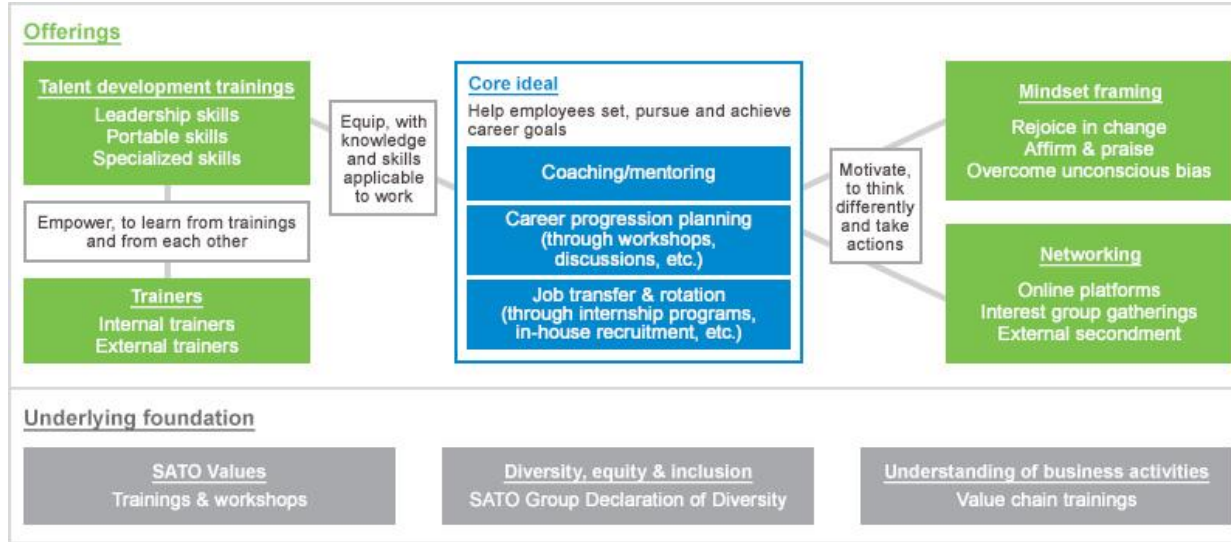 Offerings
Talent development trainings
Leadership skills
Portable skills
Specialized skills
Empower, to learn from trainings
and from each other
Trainers
Internal trainers
External trainers
Equip, with
knowledge
and skills
applicable
to work
Core ideal
Help employees set, pursue and achieve
career goals
Coaching/mentoring
Career progression planning
(through workshops,
discussions, etc.)
Job transfer & rotation
(through internship programs,
in-house recruitment, etc.)
Motivate,
to think
differently
and take
actions
Mindset framing
Rejoice in change
Affirm & praise
Overcome unconscious bias
Networking
Online platforms
Interest group gatherings
External secondment
Underlying foundation
SATO Values
Trainings & workshops
Diversity, equity & inclusion
SATO Group Declaration of Diversity
Understanding of business activities
Value chain trainings